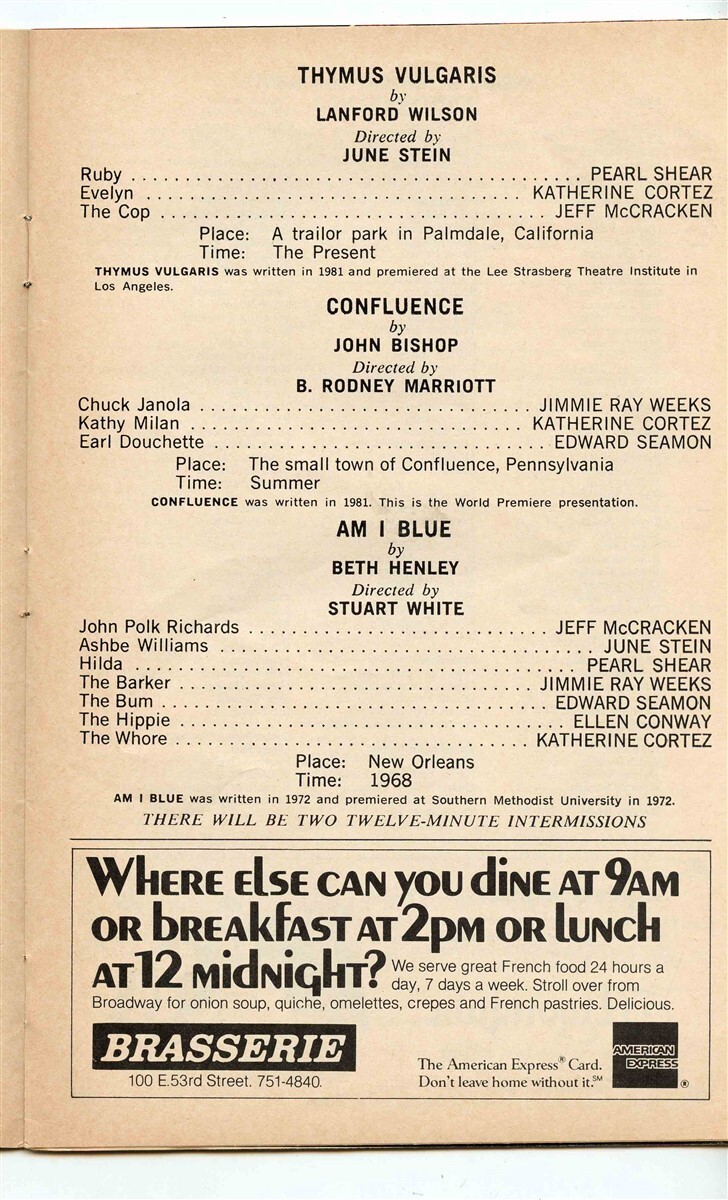 THYMUS VULGARIS
by
LANFORD WILSON
Directed by
JUNE STEIN
Ruby ........................................ PEARL SHEAR
Evelyn .................................. KATHERINE CORTEZ
The Cop .................................. JEFF McCRACKEN
Place: A trailor park in Palmdale, California
Time: The Present
THYMUS VULGARIS was written in 1981 and premiered at the Lee Strasberg Theatre Institute in
Los Angeles.
CONFLUENCE
by
JOHN BISHOP
Directed by
B. RODNEY MARRIOTT
Chuck Janola .............................. JIMMIE RAY WEEKS
Kathy Milan .............................. KATHERINE CORTEZ
Earl Douchette .............................. EDWARD SEAMON
Place: The small town of Confluence, Pennsylvania
Time: Summer
CONFLUENCE was written in 1981. This is the World Premiere presentation.
AM I BLUE
by
BETH HENLEY
Directed by
STUART WHITE
John Polk Richards ........................... JEFF McCRACKEN
Ashbe Williams .................................. JUNE STEIN
Hilda ........................................ PEARL SHEAR
The Barker ................................ JIMMIE RAY WEEKS
The Bum .................................... EDWARD SEAMON
The Hippie ................................... ELLEN CONWAY
The Whore ................................ KATHERINE CORTEZ
Place: New Orleans
Time: 1968
AM I BLUE was written in 1972 and premiered at Southern Methodist University in 1972.
THERE WILL BE TWO TWELVE-MINUTE INTERMISSIONS
WHERE ELSE CAN YOU DINE AT 9AM
OR BREAKFAST AT 2PM OR LUNCH
AT 12 MIDNIGHT? We serve great French food 24 hours a
day, 7 days a week. Stroll over from
Broadway for onion soup, quiche, omelettes, crepes and French pastries. Delicious.
BRASSERIE
100 E.53rd Street. 751-4840.
The American Express® Card.
Don't leave home without it.℠
AMERICAN
EXPRESS
®